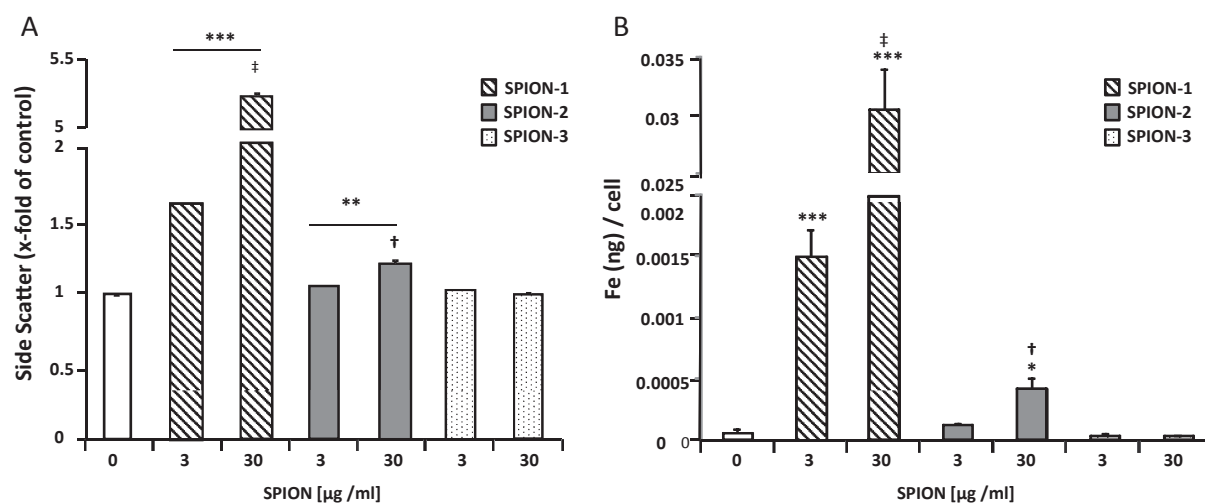 A
Side Scatter (x-fold of control)
5.5
5
2
1.5
1
0.5
0
***
‡
**
†
SPION-1
SPION-2
SPION-3
0 3 30 3 30 3 30
SPION [µg /ml]
B
Fe (ng) / cell
0.035
0.03
0.025
0.002
0.0015
0.001
0.0005
0 0
***
‡
***
†
*
SPION-1
SPION-2
SPION-3
0 3 30 3 30 3 30
SPION [µg /ml]